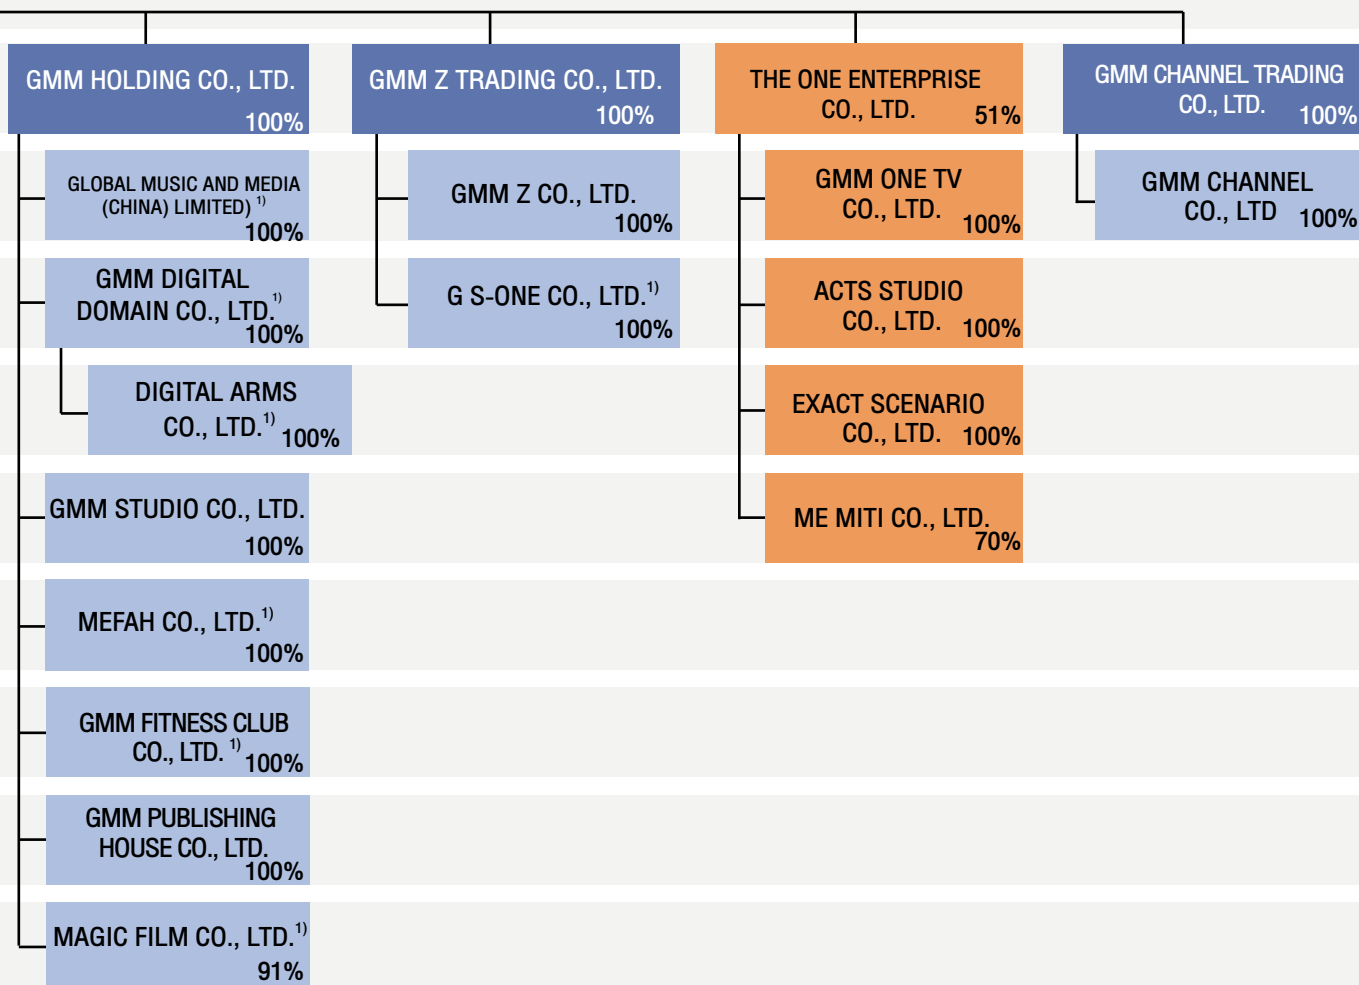 GMM HOLDING CO., LTD.
100%
GLOBAL MUSIC AND MEDIA
(CHINA) LIMITED) 1)
100%
GMM DIGITAL
DOMAIN CO., LTD.1)
100%
DIGITAL ARMS
CO., LTD.1) 100%
GMM STUDIO CO., LTD.
100%
MEFAH CO., LTD.1)
100%
GMM FITNESS CLUB
CO., LTD. 1) 100%
GMM PUBLISHING
HOUSE CO., LTD.
100%
MAGIC FILM CO., LTD.1)
91%
GMM Z TRADING CO., LTD.
100%
GMM Z CO., LTD.
100%
G S-ONE CO., LTD.1)
100%
THE ONE ENTERPRISE
CO., LTD. 51%
GMM ONE TV
CO., LTD. 100%
ACTS STUDIO
CO., LTD. 100%
EXACT SCENARIO
CO., LTD. 100%
ME MITI CO., LTD.
70%
GMM CHANNEL TRADING
CO., LTD. 100%
GMM CHANNEL
CO., LTD 100%